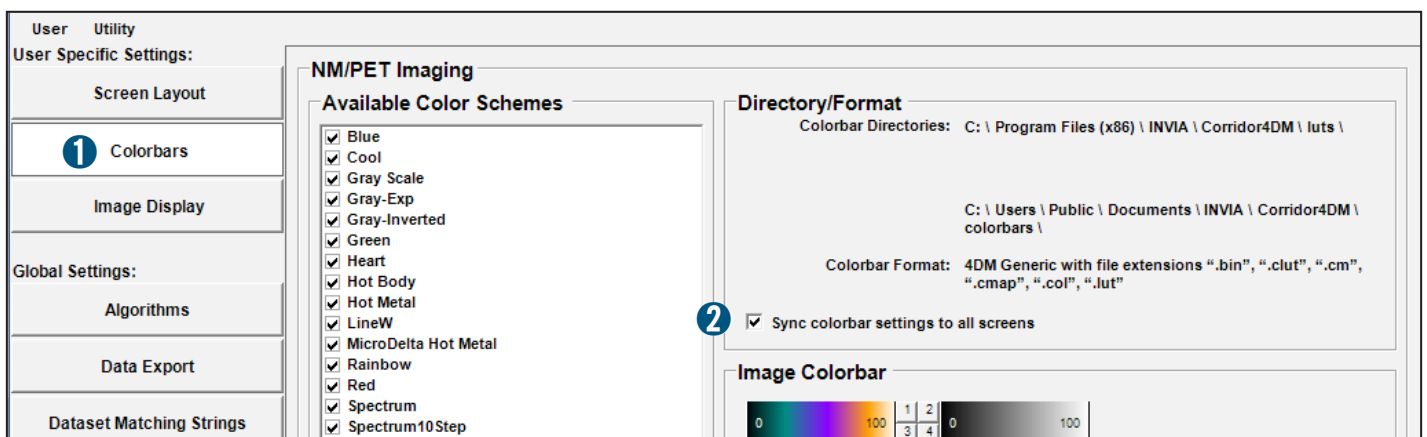 User Utility
User Specific Settings:
Screen Layout
1
Colorbars
Image Display
Global Settings:
Algorithms
Data Export
Dataset Matching Strings
NM/PET Imaging
Available Color Schemes
Blue
Cool
Gray Scale
Gray-Exp
Gray-Inverted
Green
Heart
Hot Body
Hot Metal
LineW
MicroDelta Hot Metal
Rainbow
Red
Spectrum
Spectrum10Step
Directory/Format
Colorbar Directories: C: \ Program Files (x86) \ INVIA \ Corridor4DM \ luts \
C: \ Users \ Public \ Documents \ INVIA \ Corridor4DM \
colorbars \
Colorbar Format: 4DM Generic with file extensions “.bin”, “.clut”, “.cm”,
“.cmap”, “.col”, “.lut”
2
Sync colorbar settings to all screens
Image Colorbar
0 100 1 2 0 100
3 4